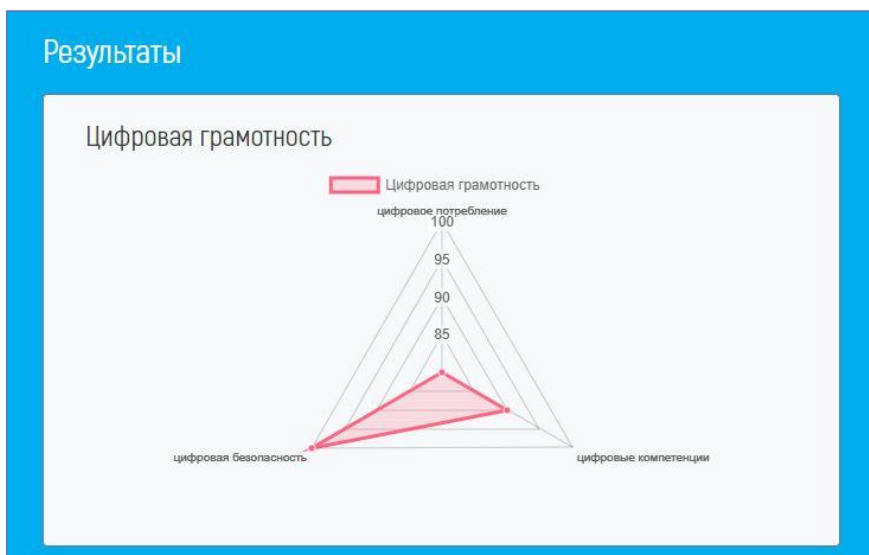 Результаты
Цифровая грамотность
Цифровая грамотность
цифровое потребление
100
95
90
85
цифровая безопасность
цифровые компетенции